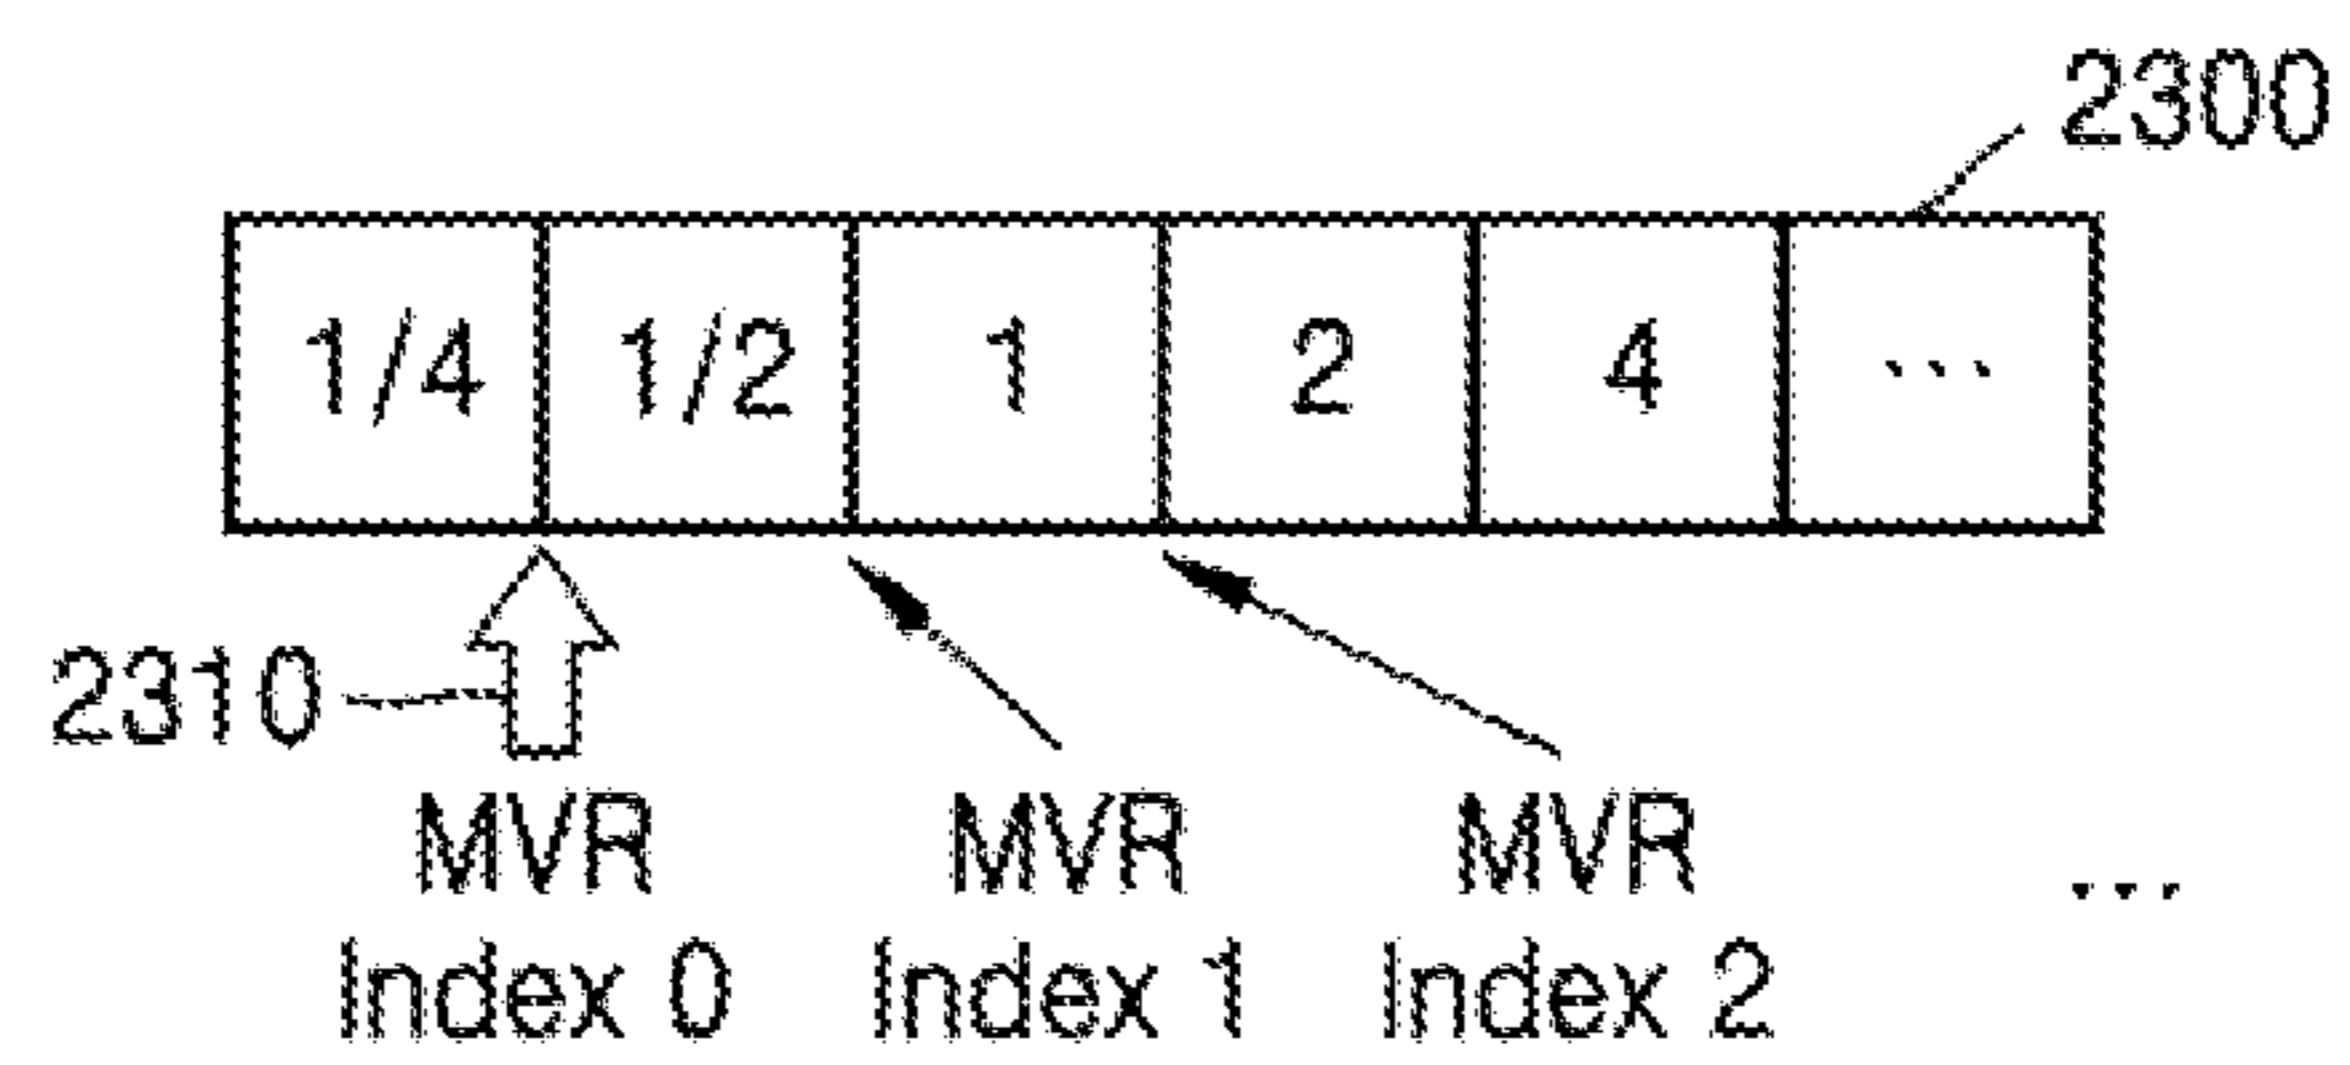 2300
1/4 1/2 1 2 4 ...
2310
MVR MVR MVR
Index 0 Index 1 Index 2 ...